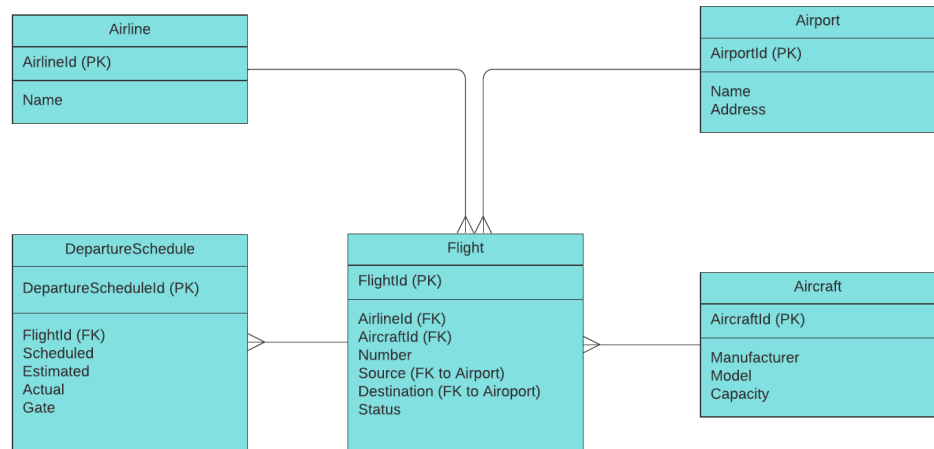 Airline
AirlineId (PK)
Name
Airport
AirportId (PK)
Name
Address
DepartureSchedule
DepartureScheduleId (PK)
FlightId (FK)
Scheduled
Estimated
Actual
Gate
Flight
FlightId (PK)
AirlineId (FK)
AircraftId (FK)
Number
Source (FK to Airport)
Destination (FK to Airoport)
Status
Aircraft
AircraftId (PK)
Manufacturer
Model
Capacity